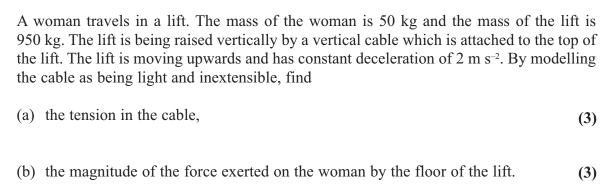 A woman travels in a lift. The mass of the woman is 50 kg and the mass of the lift is
950 kg. The lift is being raised vertically by a vertical cable which is attached to the top of
the lift. The lift is moving upwards and has constant deceleration of 2 m s⁻². By modelling
the cable as being light and inextensible, find
(a) the tension in the cable,
(3)
(b) the magnitude of the force exerted on the woman by the floor of the lift.
(3)